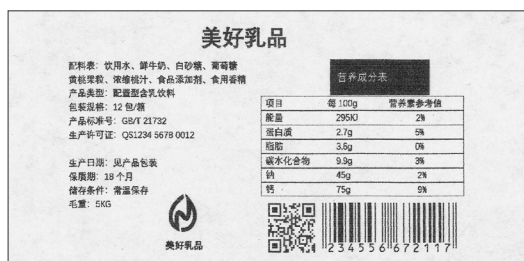 美好乳品
配料表：饮用水、鲜牛奶、白砂糖、葡萄糖
黄桃果粒、浓缩桃汁、食品添加剂、食用香精
产品类型：配置型含乳饮料
包装规格：12 包/箱
产品标准号：GB/T 21732
生产许可证：QS1234 5678 0012
生产日期：见产品包装
保质期：18 个月
储存条件：常温保存
毛重：5KG
美好乳品
营养成分表
项目 每 100g 营养素参考值
能量 295KJ 2%
蛋白质 2.7g 5%
脂肪 3.6g 0%
碳水化合物 9.9g 3%
钠 45g 2%
钙 75g 9%
234556672117